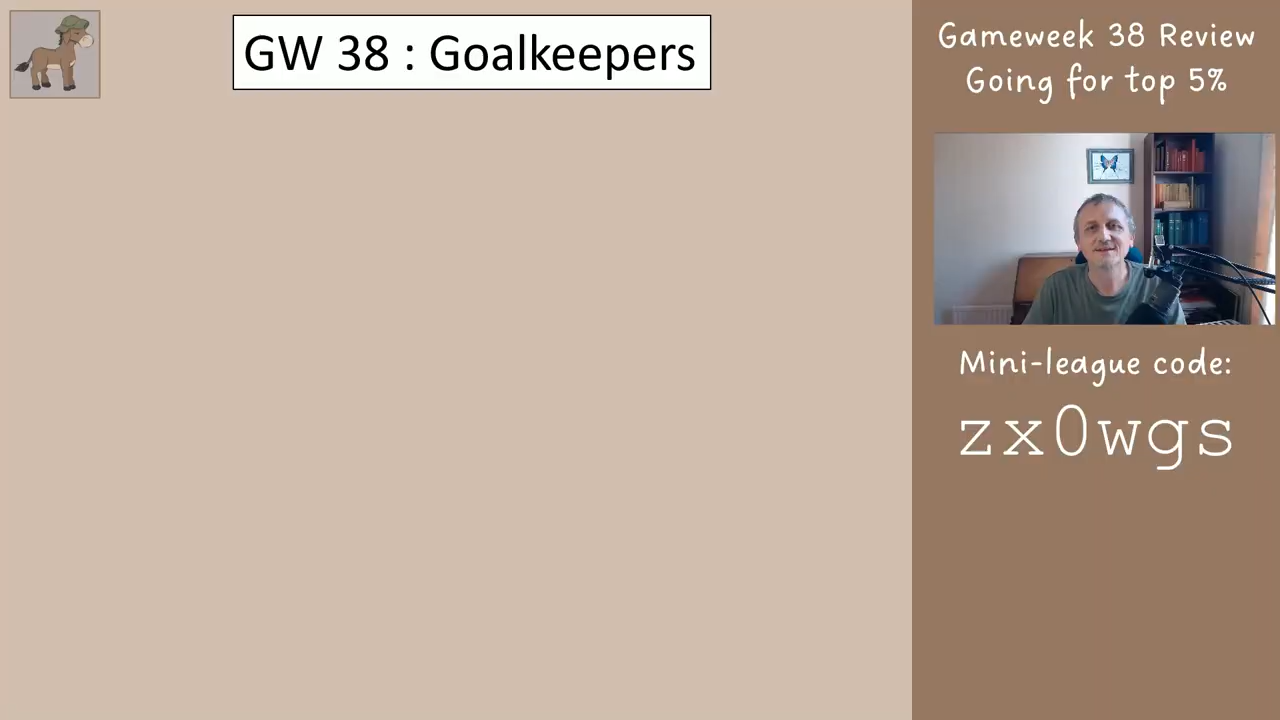 GW 38 : Goalkeepers
Gameweek 38 Review
Going for top 5%
Mini-league code:
zx0wgs